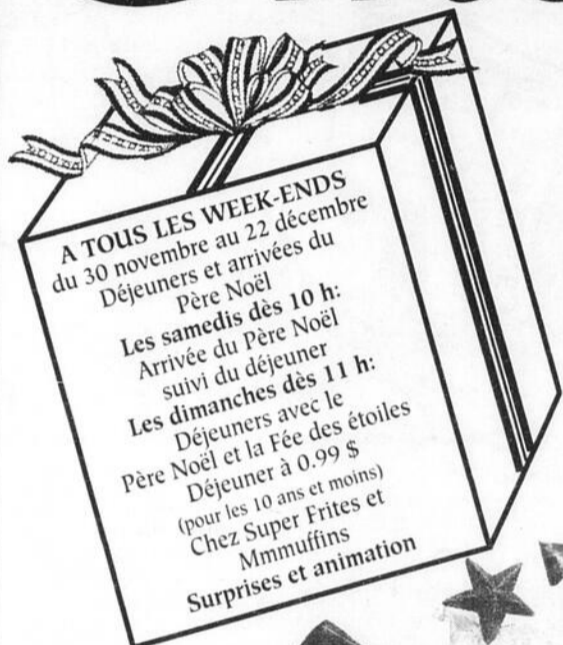 A TOUS LES WEEK-ENDS
du 30 novembre au 22 décembre
Déjeuners et arrivées du
Père Noël
Les samedis dès 10 h:
Arrivée du Père Noël
suivi du déjeuner
Les dimanches dès 11 h:
Déjeuners avec le
Père Noël et la Fée des étoiles
Déjeuner à 0.99 $
(pour les 10 ans et moins)
Chez Super Frites et
Mmmuffins
Surprises et animation